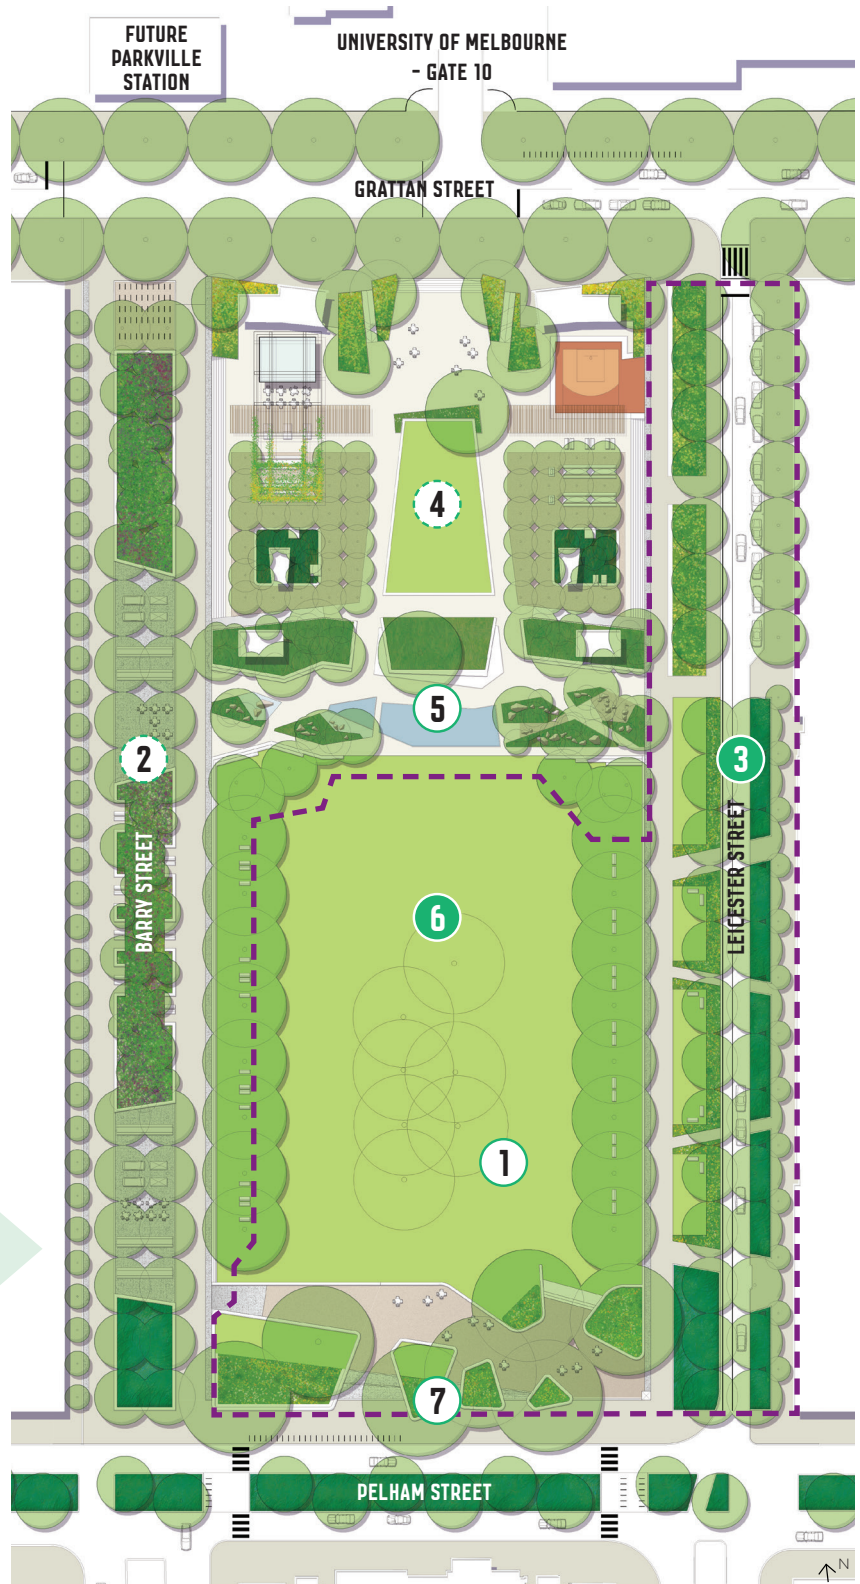 FUTURE
PARKVILLE
STATION
UNIVERSITY OF MELBOURNE
- GATE 10
GRATTAN STREET
4
5
2
3
BARRY STREET
LEICESTER STREET
6
1
7
PELHAM STREET
N